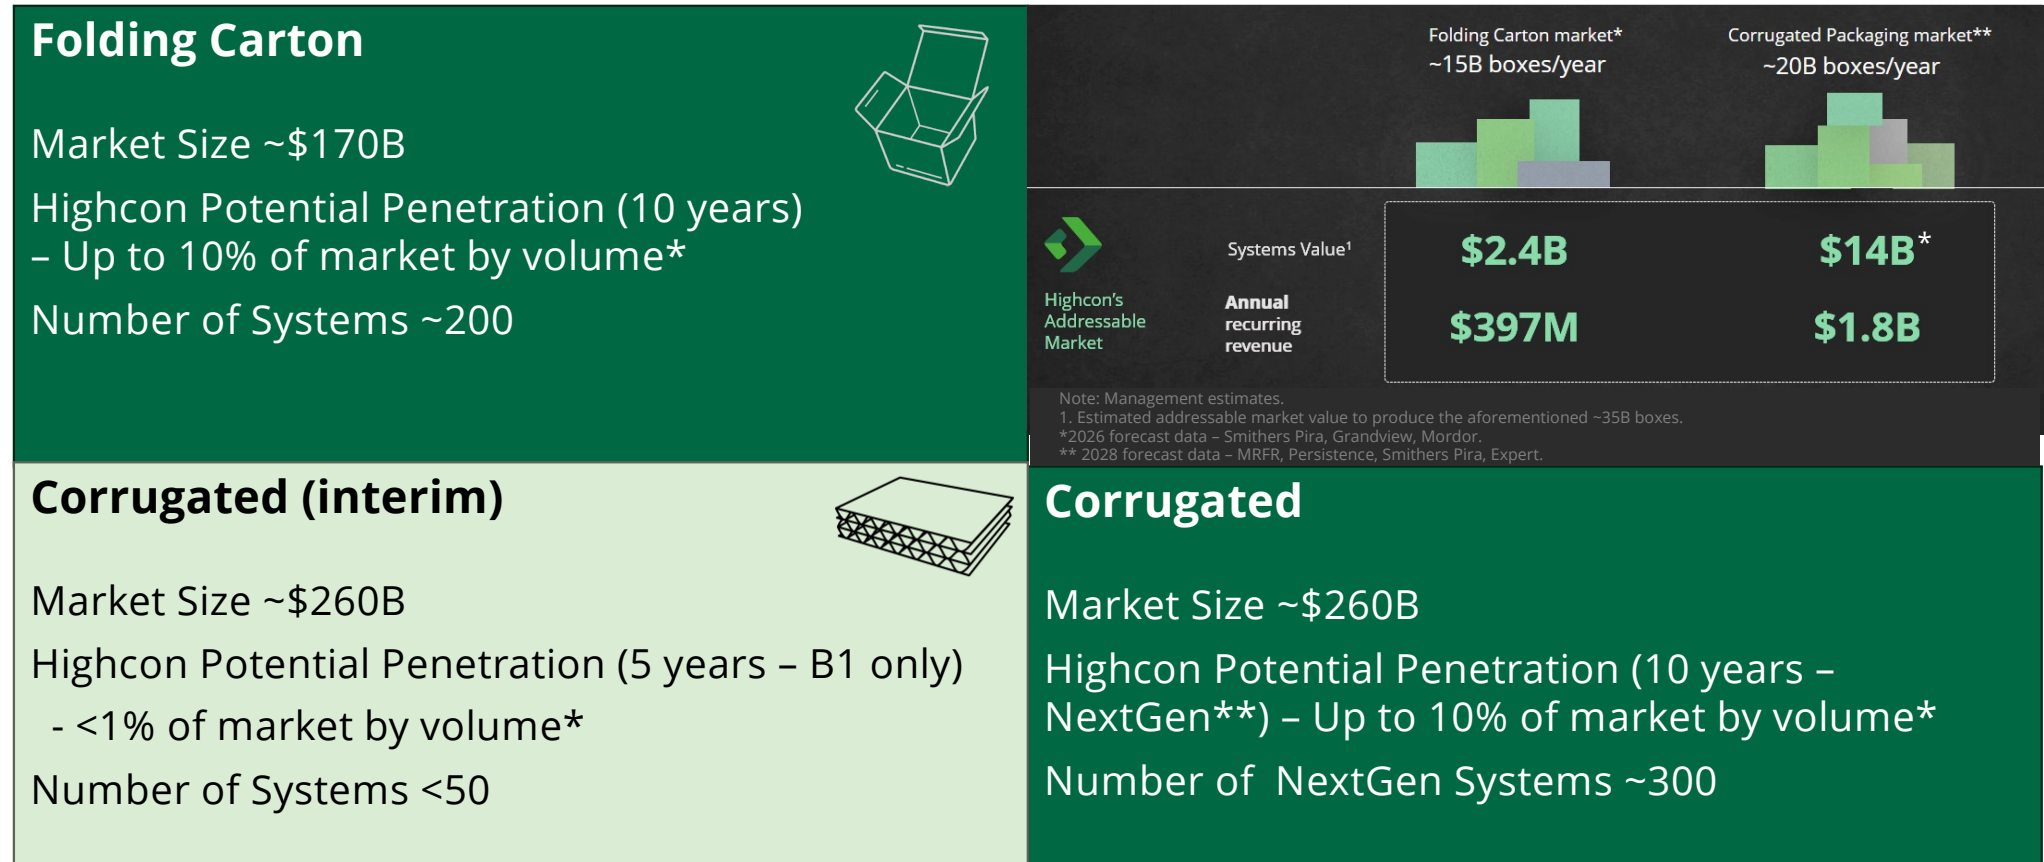 Folding Carton
Market Size ~$170B
Highcon Potential Penetration (10 years)
– Up to 10% of market by volume*
Number of Systems ~200
Folding Carton market*
~15B boxes/year
Corrugated Packaging market**
~20B boxes/year
Highcon's
Addressable
Market
Systems Value¹
$2.4B
$14B*
Annual
recurring
revenue
$397M
$1.8B
Note: Management estimates.
1. Estimated addressable market value to produce the aforementioned ~35B boxes.
*2026 forecast data – Smithers Pira, Grandview, Mordor.
** 2028 forecast data – MRFR, Persistence, Smithers Pira, Expert.
Corrugated (interim)
Market Size ~$260B
Highcon Potential Penetration (5 years – B1 only)
- <1% of market by volume*
Number of Systems <50
Corrugated
Market Size ~$260B
Highcon Potential Penetration (10 years –
NextGen**) – Up to 10% of market by volume*
Number of  NextGen Systems ~300